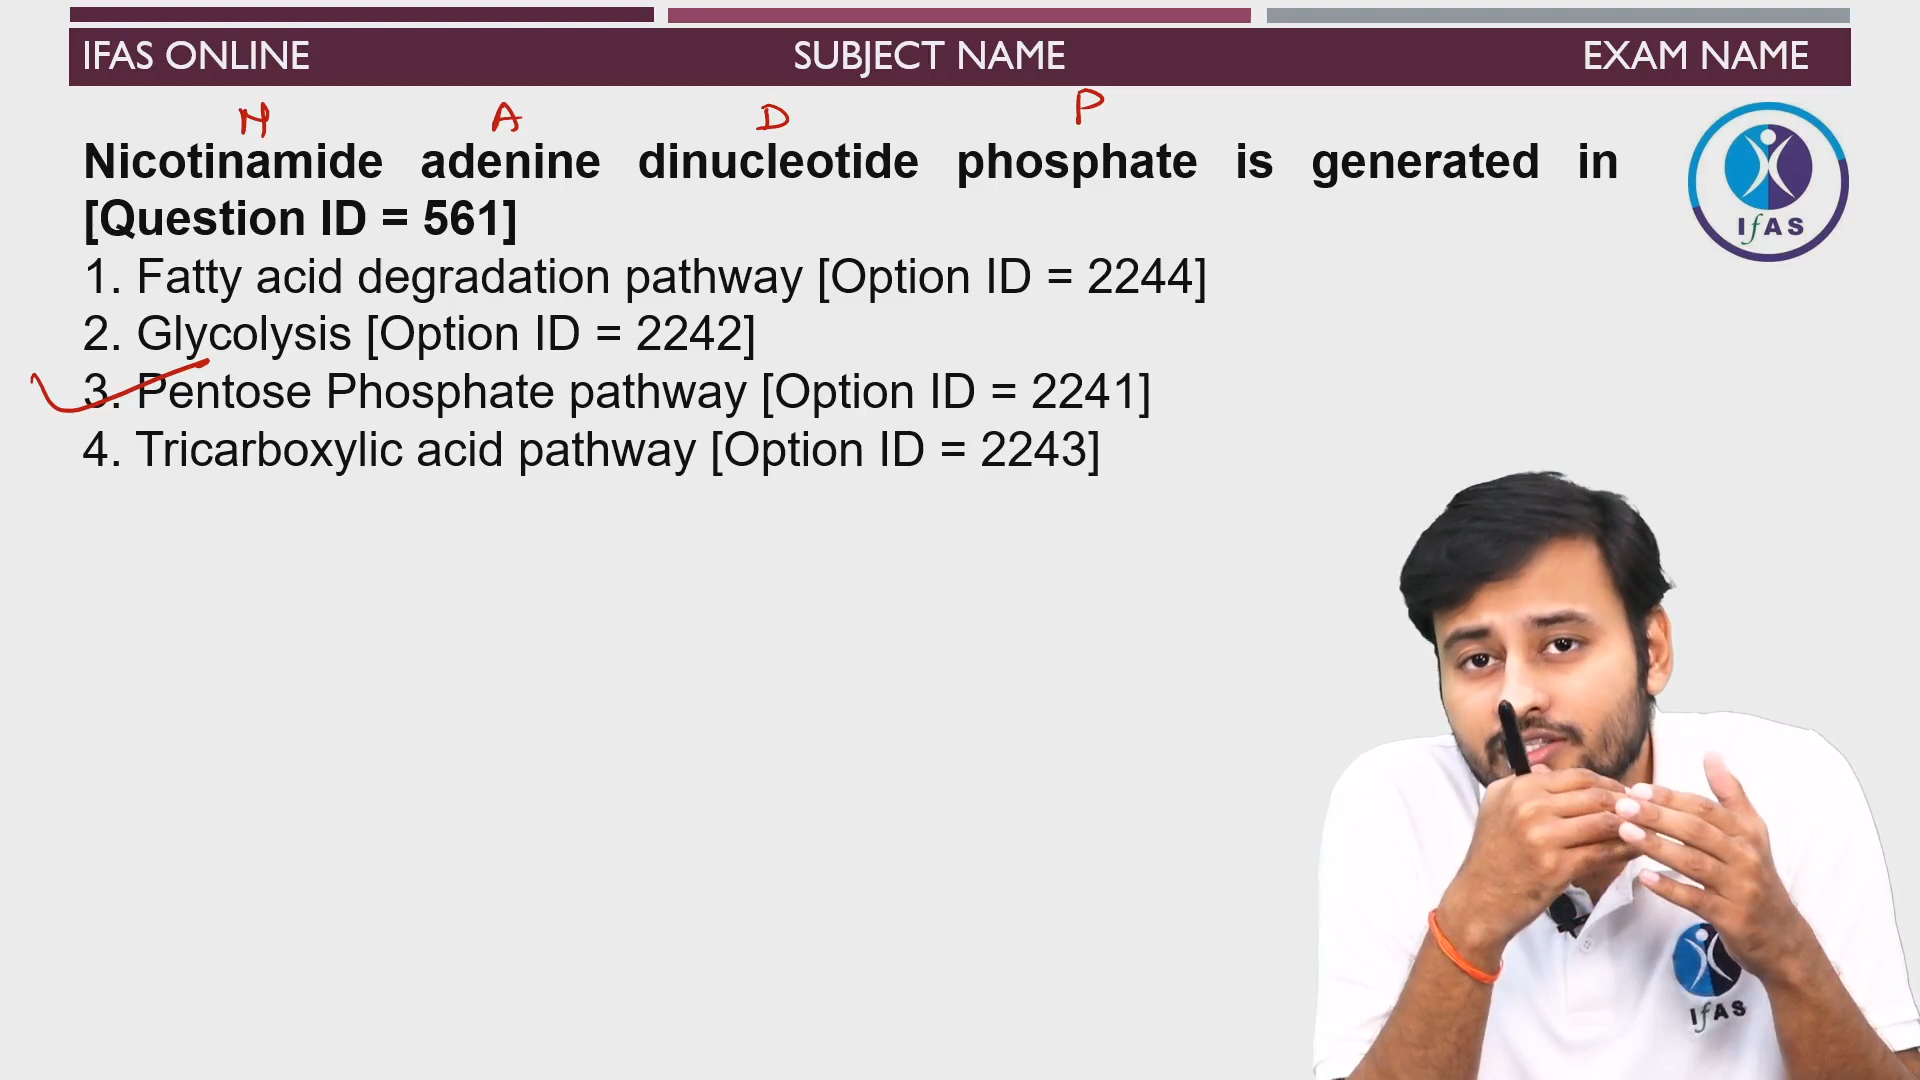 IFAS ONLINE SUBJECT NAME EXAM NAME
N A D P
Nicotinamide adenine dinucleotide phosphate is generated in
[Question ID = 561]
1. Fatty acid degradation pathway [Option ID = 2244]
2. Glycolysis [Option ID = 2242]
3. Pentose Phosphate pathway [Option ID = 2241]
4. Tricarboxylic acid pathway [Option ID = 2243]
IfAS
IfAS